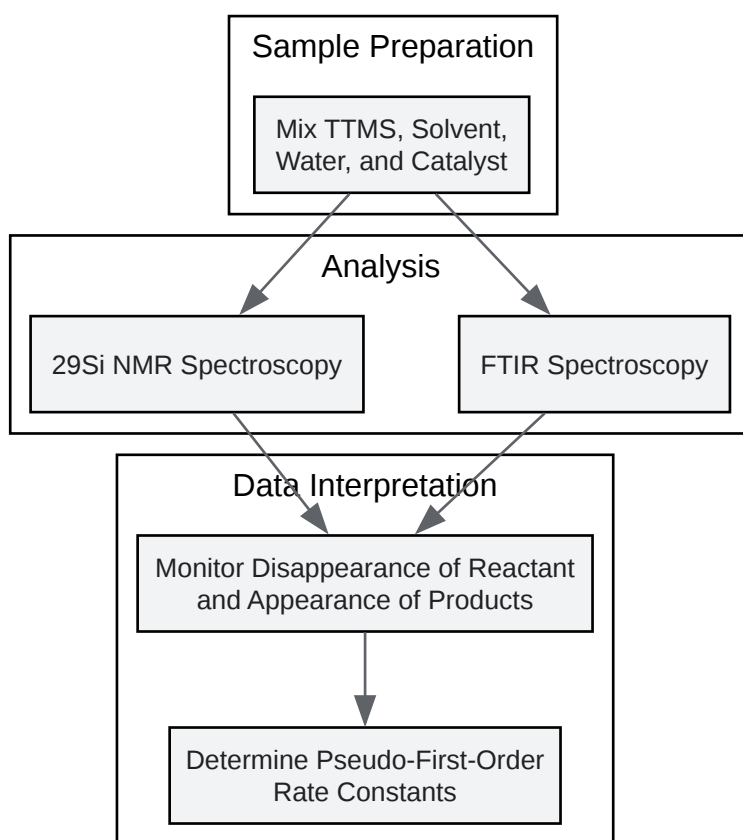 Sample Preparation
Mix TTMS, Solvent,
Water, and Catalyst
Analysis
29Si NMR Spectroscopy
FTIR Spectroscopy
Data Interpretation
Monitor Disappearance of Reactant
and Appearance of Products
Determine Pseudo-First-Order
Rate Constants